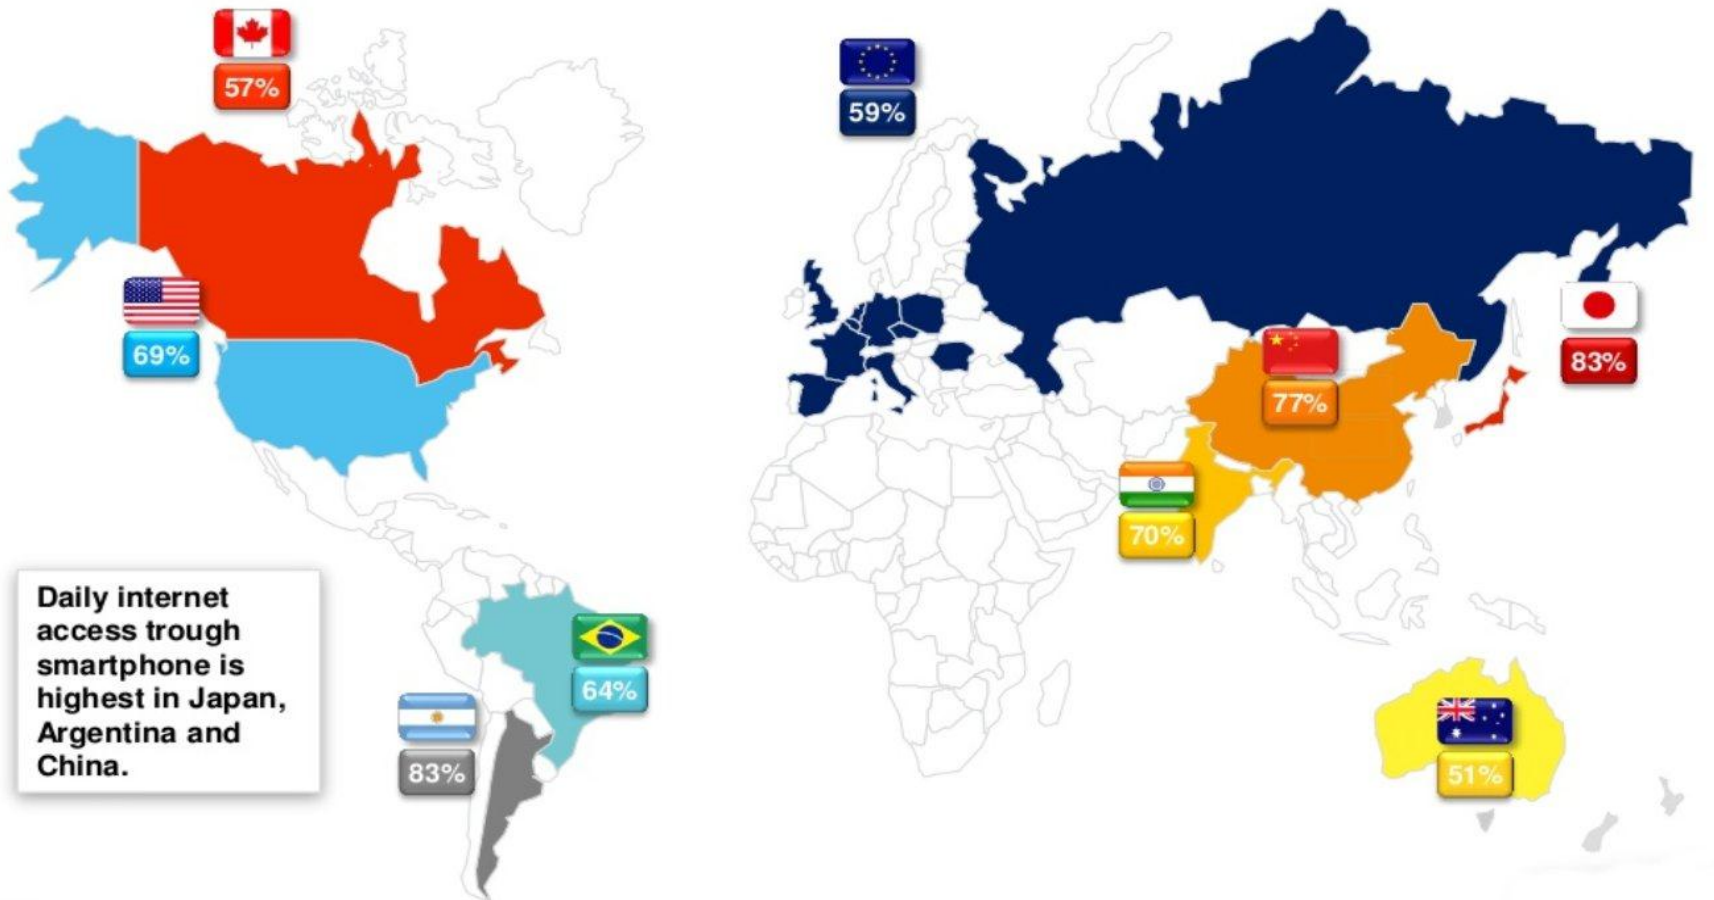 57%
59%
69%
83%
77%
70%
Daily internet
access trough
smartphone is
highest in Japan,
Argentina and
China.
64%
83%
51%